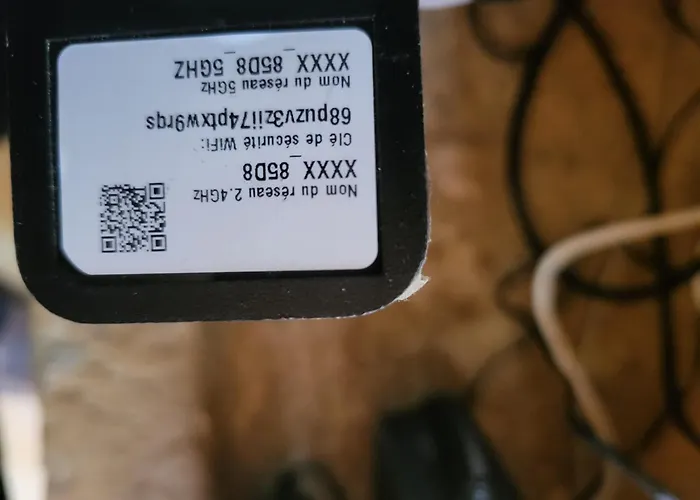 Nom du réseau 2.4GHz
XXXX_85D8
Clé de sécurité WiFi:
68puzv3zii74ptxw9rqs
Nom du réseau 5GHz
XXXX_85D8_5GHZ